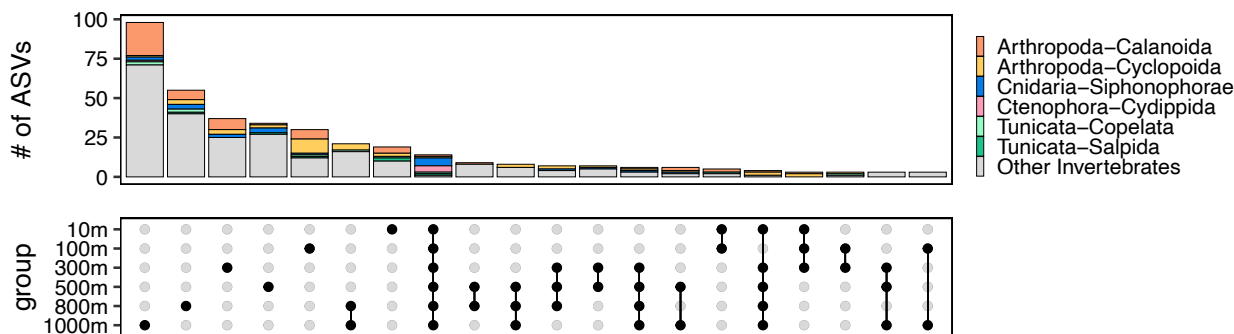 100
75
50
25
0
# of ASVs
Arthropoda−Calanoida
Arthropoda−Cyclopoida
Cnidaria−Siphonophorae
Ctenophora−Cydippida
Tunicata−Copelata
Tunicata−Salpida
Other Invertebrates
group
10m
100m
300m
500m
800m
1000m